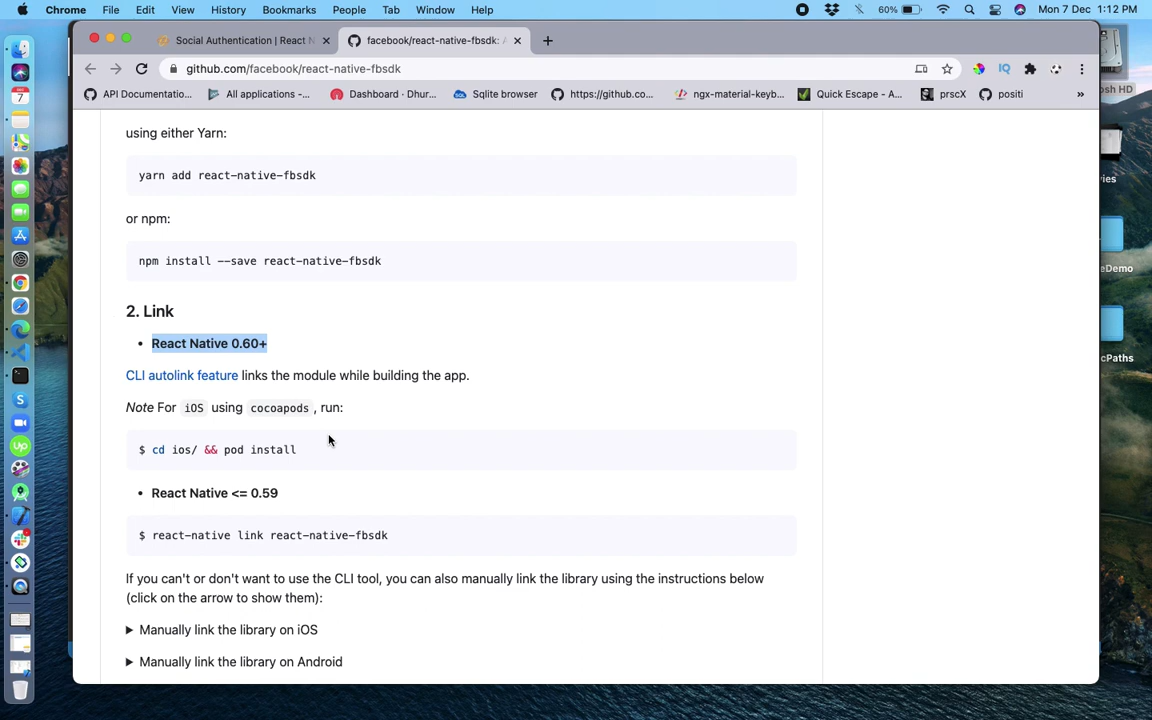 Chrome File Edit View History Bookmarks People Tab Window Help 60% Mon 7 Dec 1:12 PM
Social Authentication | React N facebook/react-native-fbsdk: A
github.com/facebook/react-native-fbsdk
API Documentatio... All applications -... Dashboard · Dhur... Sqlite browser https://github.co... ngx-material-keyb... Quick Escape - A... prscX positi »
osh HD
using either Yarn:
yarn add react-native-fbsdk
ies
or npm:
npm install --save react-native-fbsdk
eDemo
2. Link
• React Native 0.60+
cPaths
CLI autolink feature links the module while building the app.
Note For iOS using cocoapods , run:
$ cd ios/ && pod install
• React Native <= 0.59
$ react-native link react-native-fbsdk
If you can't or don't want to use the CLI tool, you can also manually link the library using the instructions below
(click on the arrow to show them):
Manually link the library on iOS
Manually link the library on Android